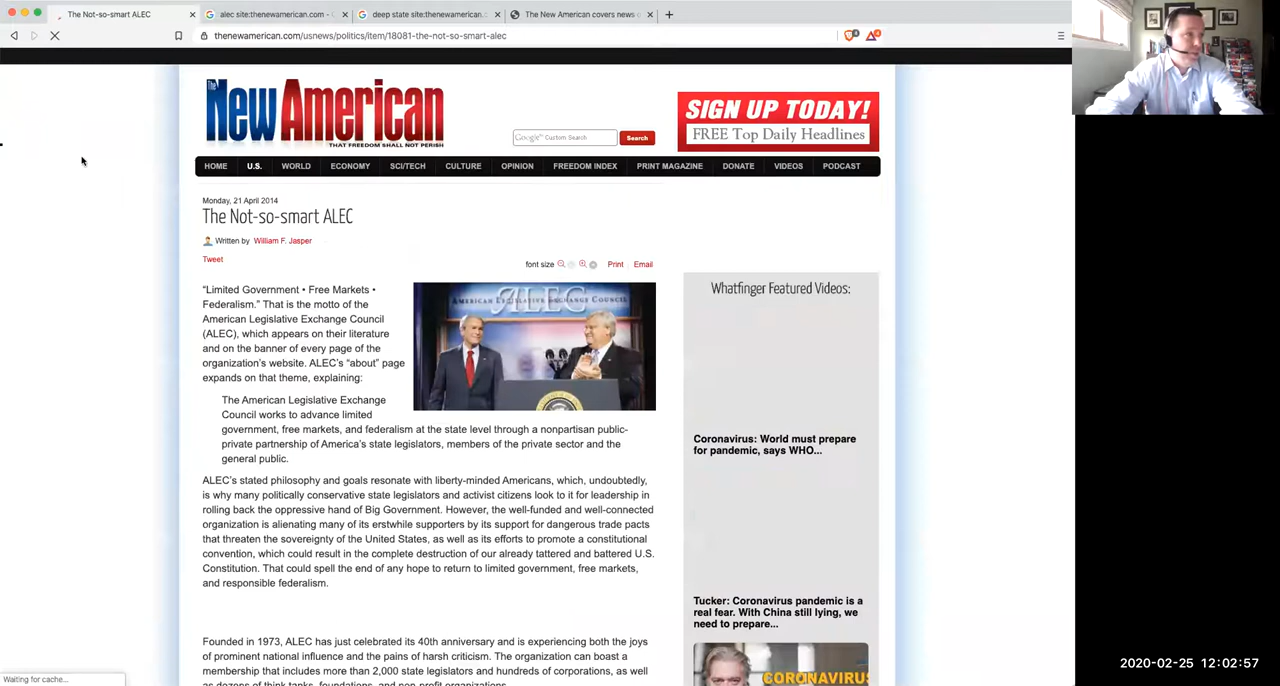 The Not-so-smart ALEC
alec site:thenewamerican.com -
deep state site:thenewamerican.
The New American covers news
thenewamerican.com/usnews/politics/item/18081-the-not-so-smart-alec
The New American
THAT FREEDOM SHALL NOT PERISH
Google Custom Search
Search
SIGN UP TODAY!
FREE Top Daily Headlines
HOME U.S. WORLD ECONOMY SCI/TECH CULTURE OPINION FREEDOM INDEX PRINT MAGAZINE DONATE VIDEOS PODCAST
Monday, 21 April 2014
The Not-so-smart ALEC
Written by William F. Jasper
Tweet
font size Print Email
“Limited Government • Free Markets •
Federalism.” That is the motto of the
American Legislative Exchange Council
(ALEC), which appears on their literature
and on the banner of every page of the
organization’s website. ALEC’s “about” page
expands on that theme, explaining:
AMERICAN LEGISLATIVE EXCHANGE COUNCIL
ALEC
The American Legislative Exchange
Council works to advance limited
government, free markets, and federalism at the state level through a nonpartisan public-
private partnership of America’s state legislators, members of the private sector and the
general public.
ALEC’s stated philosophy and goals resonate with liberty-minded Americans, which, undoubtedly,
is why many politically conservative state legislators and activist citizens look to it for leadership in
rolling back the oppressive hand of Big Government. However, the well-funded and well-connected
organization is alienating many of its erstwhile supporters by its support for dangerous trade pacts
that threaten the sovereignty of the United States, as well as its efforts to promote a constitutional
convention, which could result in the complete destruction of our already tattered and battered U.S.
Constitution. That could spell the end of any hope to return to limited government, free markets,
and responsible federalism.
Founded in 1973, ALEC has just celebrated its 40th anniversary and is experiencing both the joys
of prominent national influence and the pains of harsh criticism. The organization can boast a
membership that includes more than 2,000 state legislators and hundreds of corporations, as well
as dozens of think tanks, foundations, and non-profit organizations.
Whatfinger Featured Videos:
Coronavirus: World must prepare
for pandemic, says WHO...
Tucker: Coronavirus pandemic is a
real fear. With China still lying, we
need to prepare...
CORONAVIRUS
Waiting for cache...
2020-02-25 12:02:57